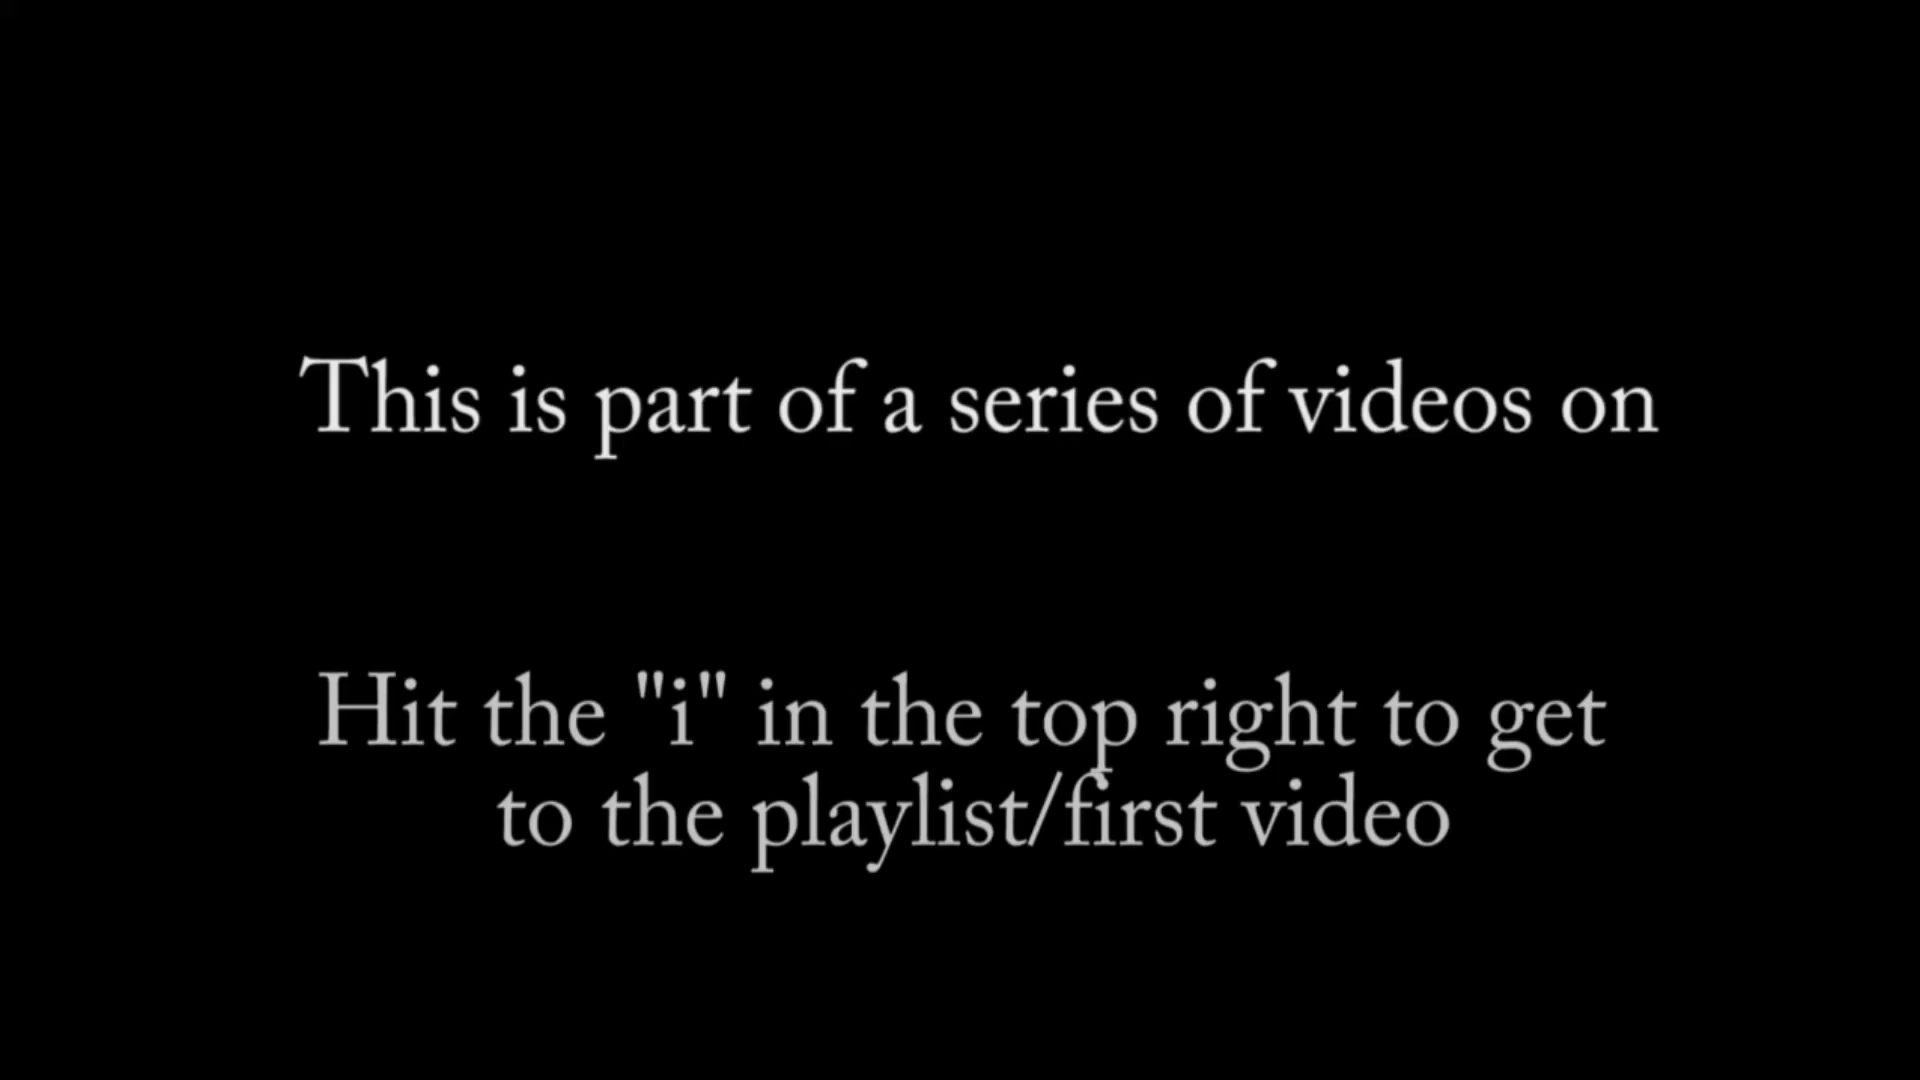 This is part of a series of videos on
Hit the "i" in the top right to get
to the playlist/first video